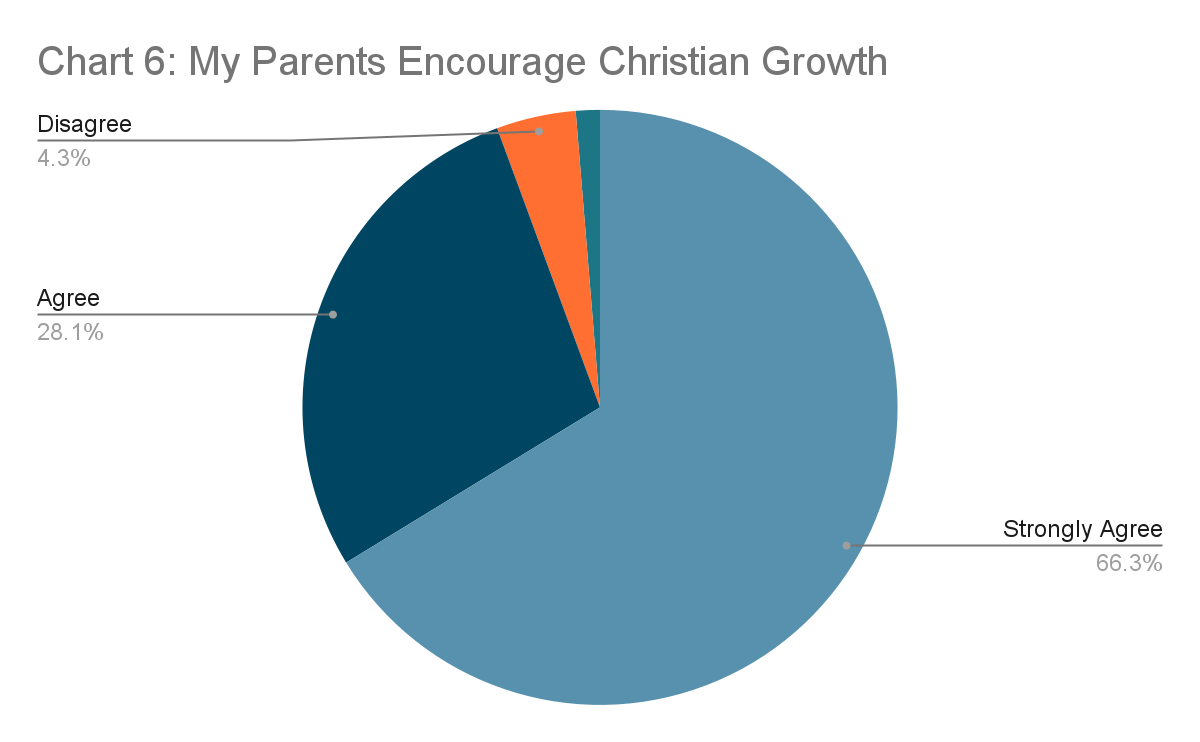 Chart 6: My Parents Encourage Christian Growth
Disagree
4.3%
Agree
28.1%
Strongly Agree
66.3%